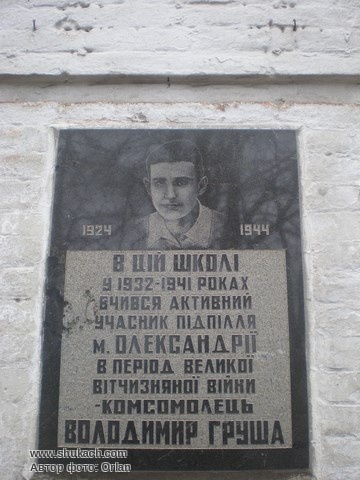 1924 1944
В ЦІЙ ШКОЛІ
У 1932-1941 РОКАХ
ВЧИВСЯ АКТИВНИЙ
УЧАСНИК ПІДПІЛЛЯ
м. ОЛЕКСАНДРІЇ
В ПЕРІОД ВЕЛИКОЇ
ВІТЧИЗНЯНОЇ ВІЙНИ
-КОМСОМОЛЕЦЬ
ВОЛОДИМИР ГРУША
www.shukach.com
Автор фото: Orlan